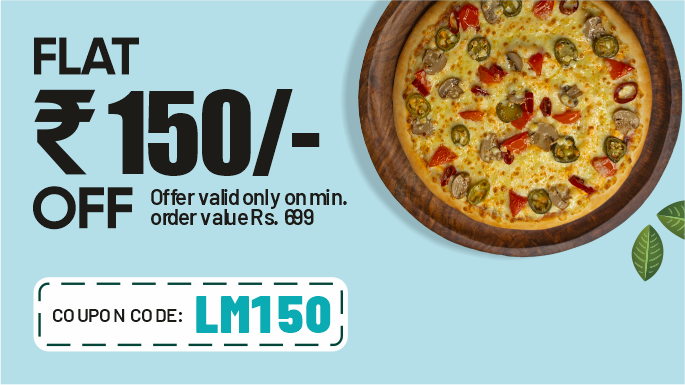 FLAT
₹150/-
OFF
Offer valid only on min.
order value Rs. 699
COUPON CODE: LM150